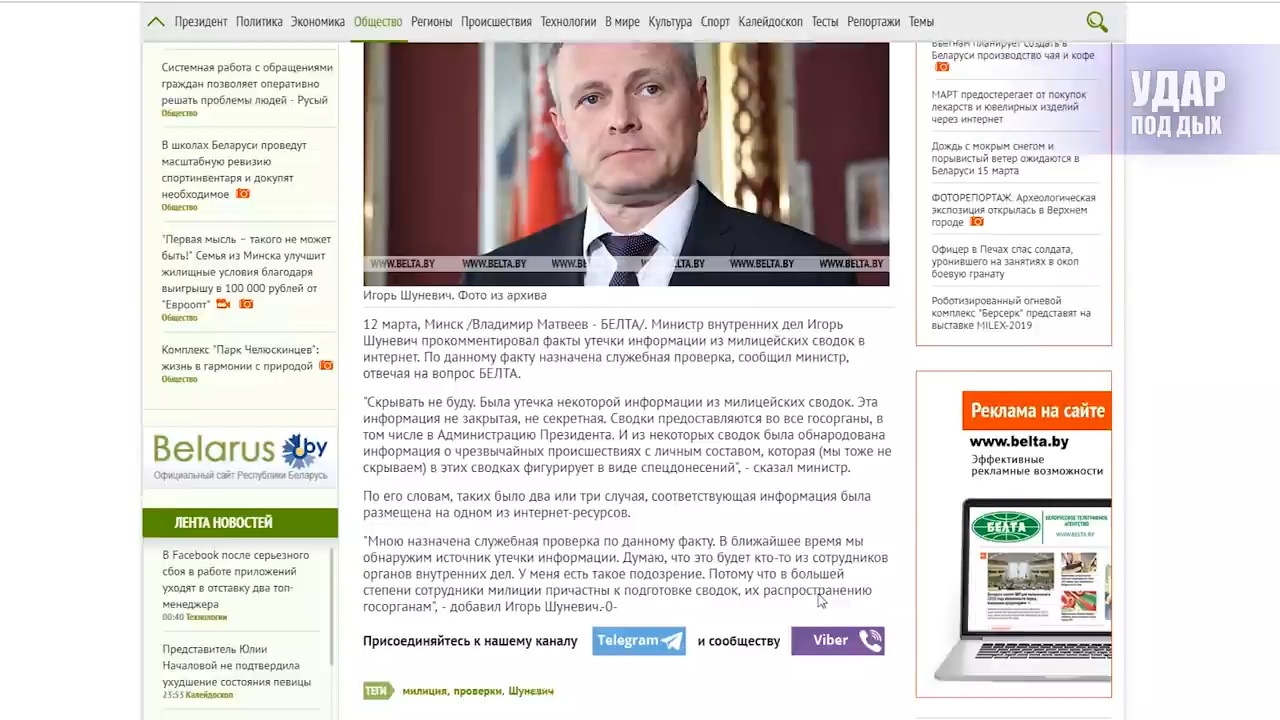 Президент Политика Экономика Общество Регионы Происшествия Технологии В мире Культура Спорт Калейдоскоп Тесты Репортажи Темы
Системная работа с обращениями
граждан позволяет оперативно
решать проблемы людей - Русый
Общество
В школах Беларуси проведут
масштабную ревизию
спортинвентаря и докупят
необходимое
Общество
"Первая мысль – такого не может
быть!" Семья из Минска улучшит
жилищные условия благодаря
выигрышу в 100 000 рублей от
"Евроопт"
Общество
Комплекс "Парк Челюскинцев":
жизнь в гармонии с природой
Общество
Belarus.by
Официальный сайт Республики Беларусь
ЛЕНТА НОВОСТЕЙ
В Facebook после серьезного
сбоя в работе приложений
уходят в отставку два топ-
менеджера
00:40 Технологии
Представитель Юлии
Началовой не подтвердила
ухудшение состояния певицы
23:53 Калейдоскоп
WWW.BELTA.BY WWW.BELTA.BY WWW.BELTA.BY WWW.BELTA.BY
Игорь Шуневич. Фото из архива
12 марта, Минск /Владимир Матвеев - БЕЛТА/. Министр внутренних дел Игорь
Шуневич прокомментировал факты утечки информации из милицейских сводок в
интернет. По данному факту назначена служебная проверка, сообщил министр,
отвечая на вопрос БЕЛТА.
"Скрывать не буду. Была утечка некоторой информации из милицейских сводок. Эта
информация не закрытая, не секретная. Сводки предоставляются во все госорганы, в
том числе в Администрацию Президента. И из некоторых сводок была обнародована
информация о чрезвычайных происшествиях с личным составом, которая (мы тоже не
скрываем) в этих сводках фигурирует в виде спецдонесений", - сказал министр.
По его словам, таких было два или три случая, соответствующая информация была
размещена на одном из интернет-ресурсов.
"Мною назначена служебная проверка по данному факту. В ближайшее время мы
обнаружим источник утечки информации. Думаю, что это будет кто-то из сотрудников
органов внутренних дел. У меня есть такое подозрение. Потому что в большей
степени сотрудники милиции причастны к подготовке сводок, их распространению
госорганам", - добавил Игорь Шуневич.-0-
Присоединяйтесь к нашему каналу Telegram и сообществу Viber
ТЕГИ милиция, проверки, Шуневич
Вьетнам планирует создать в
Беларуси производство чая и кофе
МАРТ предостерегает от покупок
лекарств и ювелирных изделий
через интернет
Дождь с мокрым снегом и
порывистый ветер ожидаются в
Беларуси 15 марта
ФОТОРЕПОРТАЖ: Археологическая
экспозиция открылась в Верхнем
городе
Офицер в Печах спас солдата,
уронившего на занятиях в окоп
боевую гранату
Роботизированный огневой
комплекс "Берсерк" представят на
выставке MILEX-2019
Реклама на сайте
www.belta.by
Эффективные
рекламные возможности
БЕЛТА
БЕЛОРУССКОЕ ТЕЛЕГРАФНОЕ
АГЕНТСТВО
WWW.BELTA.BY
УДАР
ПОД ДЫХ